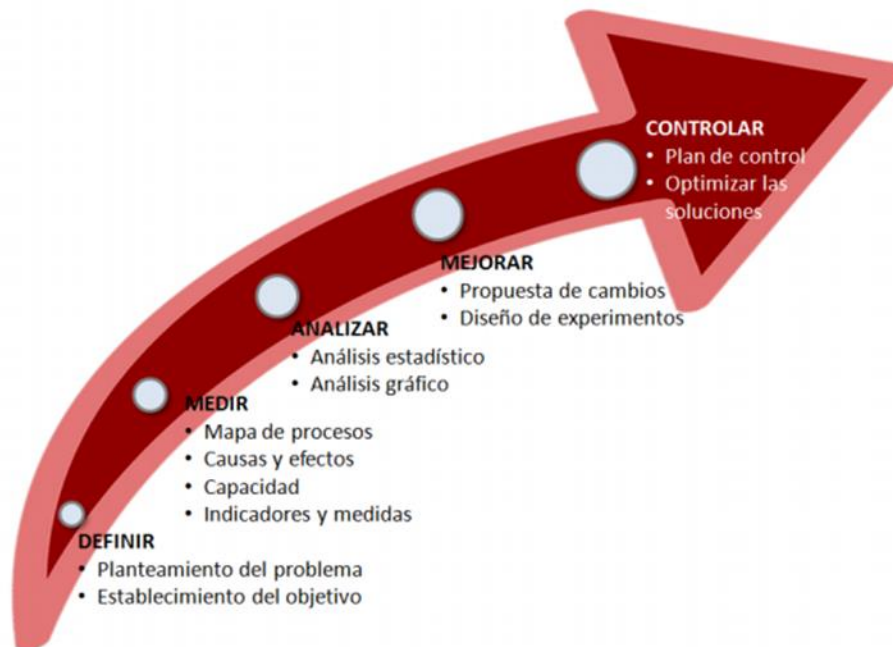 DEFINIR
• Planteamiento del problema
• Establecimiento del objetivo
MEDIR
• Mapa de procesos
• Causas y efectos
• Capacidad
• Indicadores y medidas
ANALIZAR
• Análisis estadístico
• Análisis gráfico
MEJORAR
• Propuesta de cambios
• Diseño de experimentos
CONTROLAR
• Plan de control
• Optimizar las
soluciones